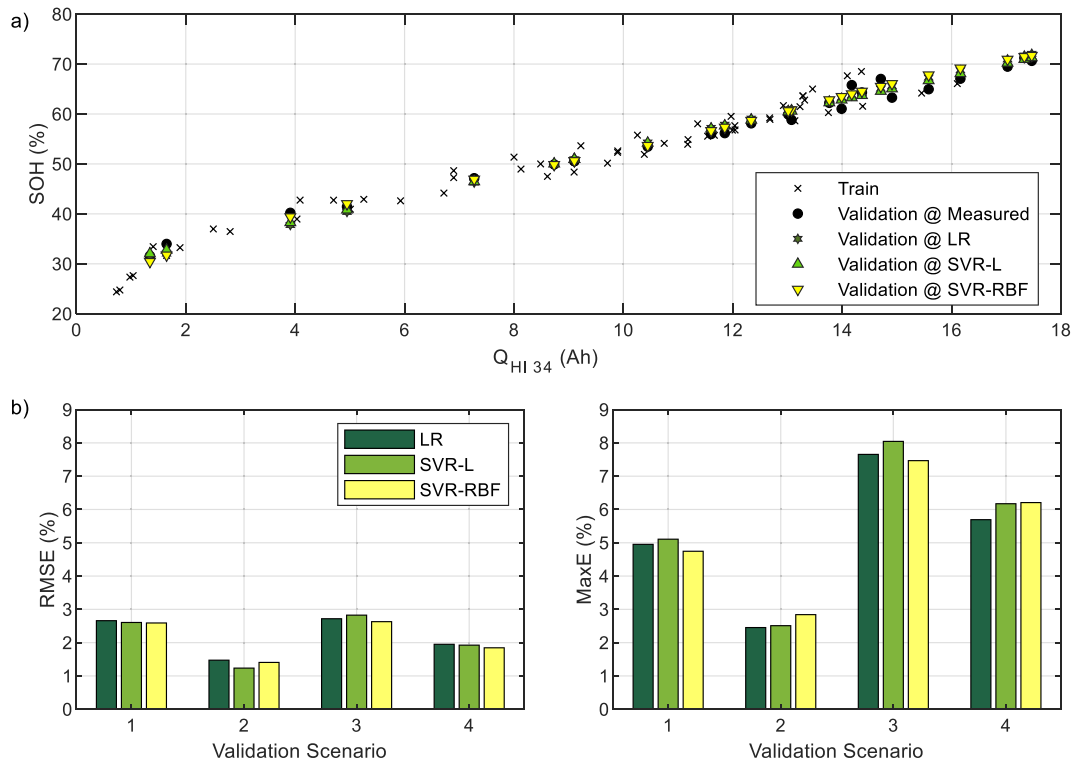 a)
SOH (%)
80
70
60
50
40
30
20
0 2 4 6 8 10 12 14 16 18
Q HI 34 (Ah)
Train
Validation @ Measured
Validation @ LR
Validation @ SVR-L
Validation @ SVR-RBF
b)
RMSE (%)
9
8
7
6
5
4
3
2
1
0
1 2 3 4
Validation Scenario
LR
SVR-L
SVR-RBF
MaxE (%)
9
8
7
6
5
4
3
2
1
0
1 2 3 4
Validation Scenario